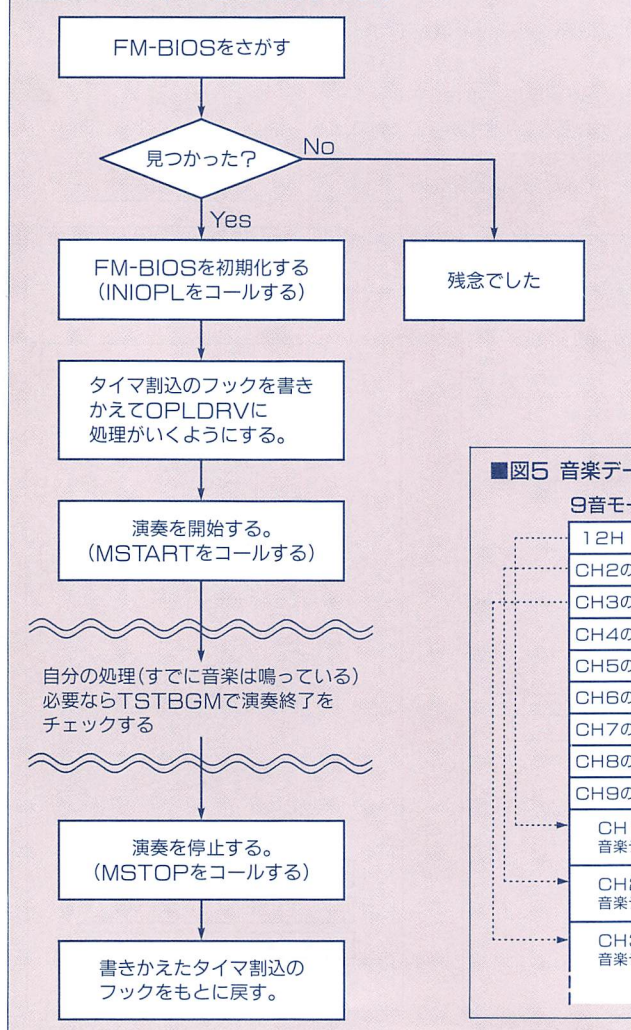 FM-BIOSをさがす
見つかった?
No
Yes
FM-BIOSを初期化する
(INIOPLをコールする)
残念でした
タイマ割込のフックを書き
かえてOPLDRVに
処理がいくようにする。
演奏を開始する。
(MSTARTをコールする)
自分の処理(すでに音楽は鳴っている)
必要ならTSTBGMで演奏終了を
チェックする
演奏を停止する。
(MSTOPをコールする)
書きかえたタイマ割込の
フックをもとに戻す。
■図5 音楽デー
9音モー
12H
CH2の
CH3の
CH4の
CH5の
CH6の
CH7の
CH8の
CH9の
CH
音楽
CH
音楽
CH
音楽